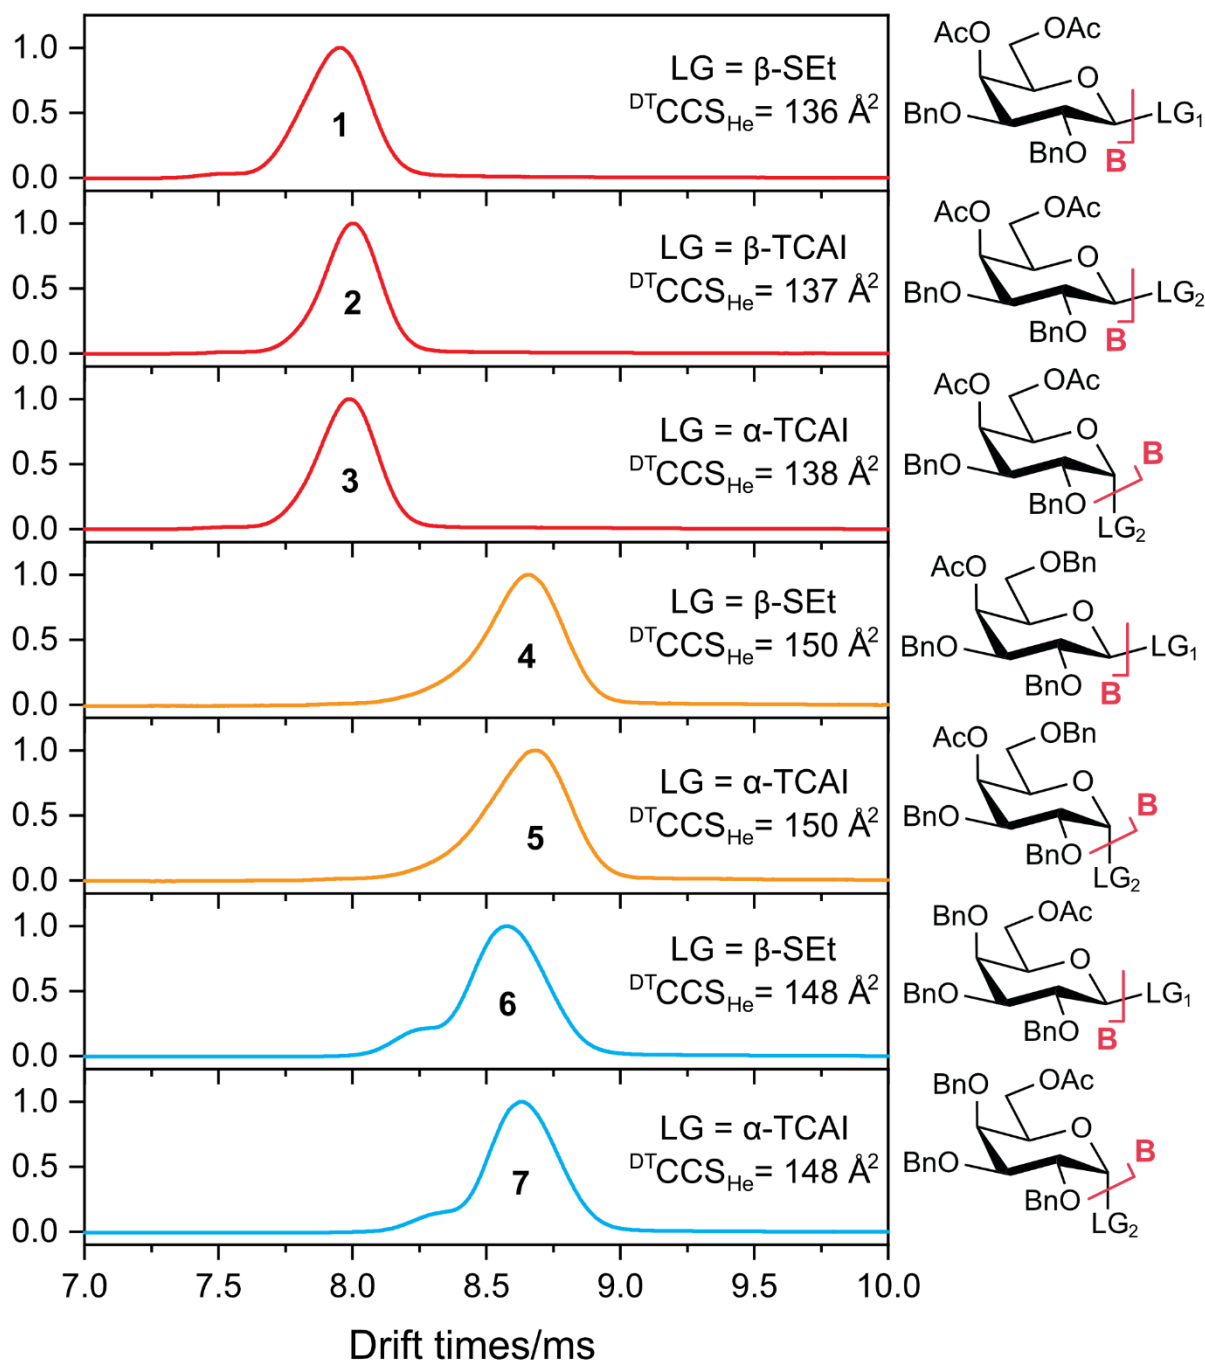 1.0
0.5
0.0
1
LG = β-SEt
DTCCSHe= 136 Å2
AcO
OAc
O
BnO
BnO
LG1
B
1.0
0.5
0.0
2
LG = β-TCAI
DTCCSHe= 137 Å2
AcO
OAc
O
BnO
BnO
LG2
B
1.0
0.5
0.0
3
LG = α-TCAI
DTCCSHe= 138 Å2
AcO
OAc
O
B
BnO
BnO
LG2
1.0
0.5
0.0
4
LG = β-SEt
DTCCSHe= 150 Å2
OBn
AcO
O
BnO
LG1
BnO
B
1.0
0.5
0.0
5
LG = α-TCAI
DTCCSHe= 150 Å2
AcO
OBn
O
B
BnO
BnO
LG2
1.0
0.5
0.0
6
LG = β-SEt
DTCCSHe= 148 Å2
BnO
OAc
O
BnO
LG1
BnO
B
1.0
0.5
0.0
7
LG = α-TCAI
DTCCSHe= 148 Å2
BnO
OAc
O
B
BnO
BnO
LG2
7.0 7.5 8.0 8.5 9.0 9.5 10.0
Drift times/ms